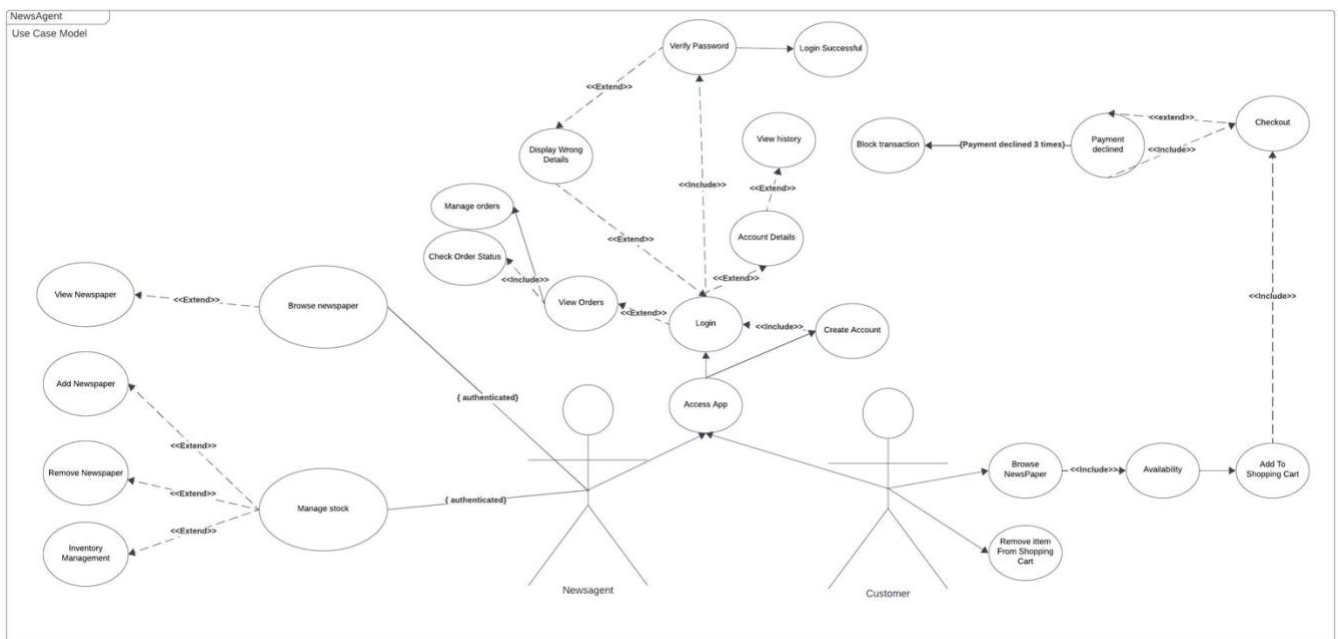 NewsAgent
Use Case Model
Verify Password
Login Successful
<<Extend>>
Display Wrong
Details
View history
<<Include>>
<<Extend>>
Account Details
<<Extend>>
<<Extend>>
Block transaction
{Payment declined 3 times}
Payment
declined
<<extend>>
<<Include>>
Checkout
<<Include>>
Manage orders
Check Order Status
<<Include>>
View Orders
<<Extend>>
Login
<<Include>>
Create Account
Access App
View Newspaper
<<Extend>>
Browse newspaper
{ authenticated}
Add Newspaper
<<Extend>>
Remove Newspaper
<<Extend>>
Inventory
Management
<<Extend>>
Manage stock
{ authenticated}
Newsagent
Customer
Browse
NewsPaper
<<Include>>
Availability
Add To
Shopping Cart
Remove ittem
From Shopping
Cart